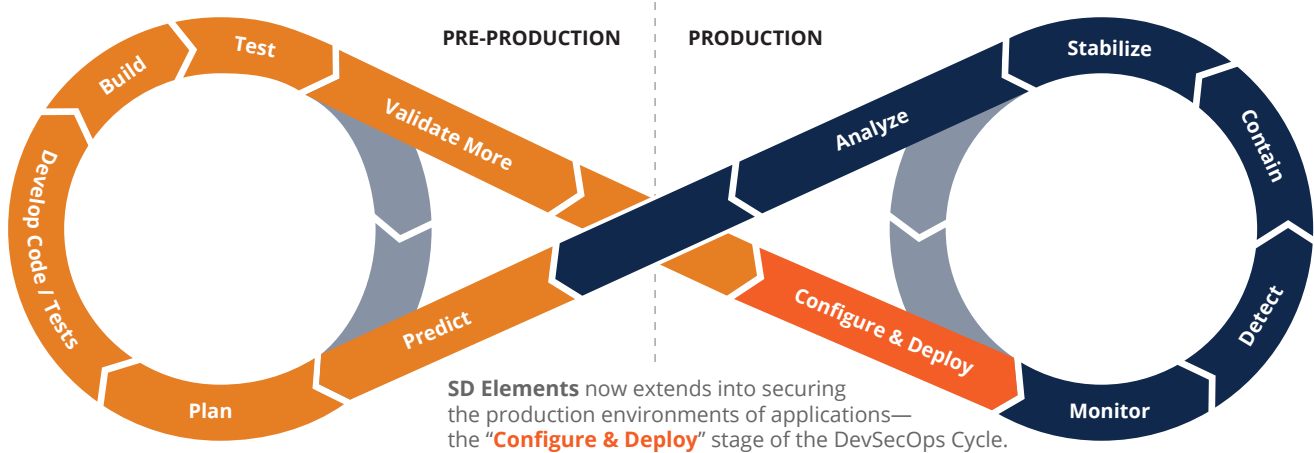 PRE-PRODUCTION
PRODUCTION
Test
Build
Validate More
Develop Code / Tests
Plan
Predict
Analyze
Stabilize
Contain
Detect
Monitor
Configure & Deploy
SD Elements now extends into securing
the production environments of applications—
the “Configure & Deploy” stage of the DevSecOps Cycle.